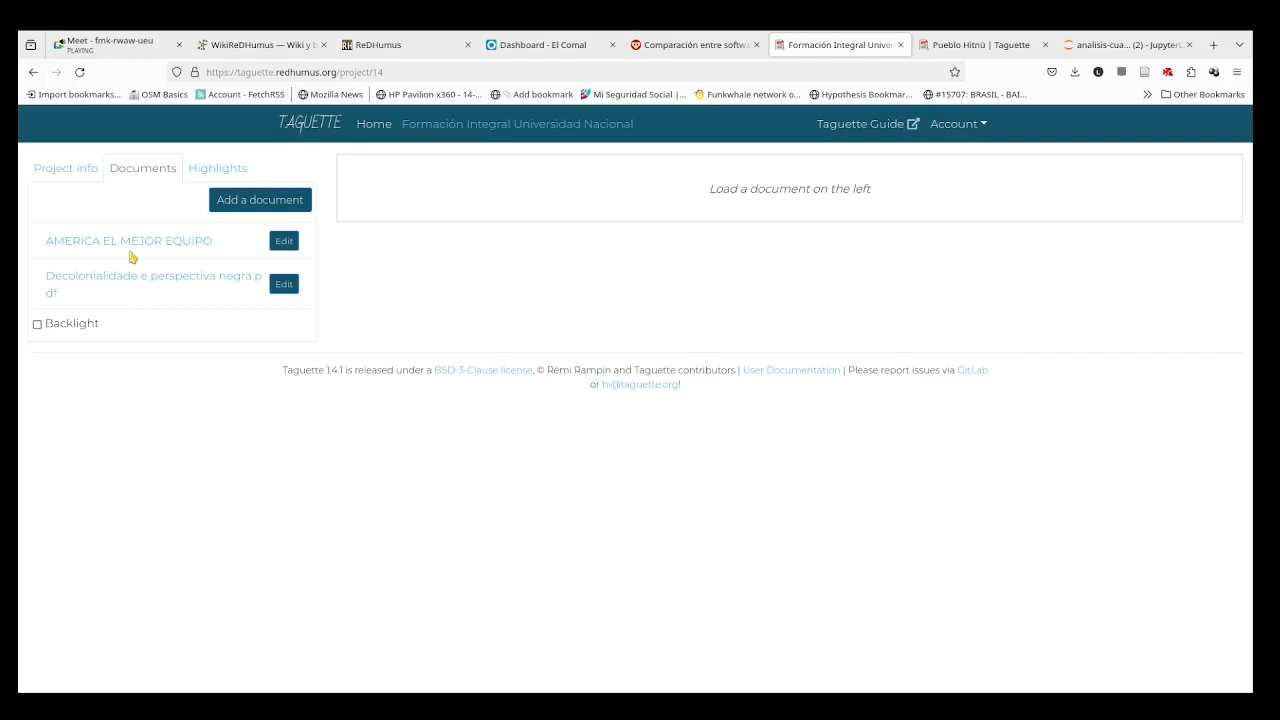 Meet - fmk-rwaw-ueu
PLAYING
WikiReDHumus — Wiki y b
ReDHumus
Dashboard - El Comal
Comparación entre softwa
Formación Integral Univer
Pueblo Hitnü | Taguette
analisis-cua... (2) - Jupyter
https://taguette.redhumus.org/project/14
Import bookmarks...
OSM Basics
Account - FetchRSS
Mozilla News
HP Pavilion x360 - 14-...
Add bookmark
Mi Seguridad Social |...
Funkwhale network o...
Hypothesis Bookmar...
#15707: BRASIL - BAI...
Other Bookmarks
TAGUETTE
Home
Formación Integral Universidad Nacional
Taguette Guide
Account
Project info
Documents
Highlights
Load a document on the left
Add a document
AMERICA EL MEJOR EQUIPO
Edit
Decolonialidade e perspectiva negra.p
df
Edit
Backlight
Taguette 1.4.1 is released under a BSD-3-Clause license, © Rémi Rampin and Taguette contributors | User Documentation | Please report issues via GitLab
or hi@taguette.org!